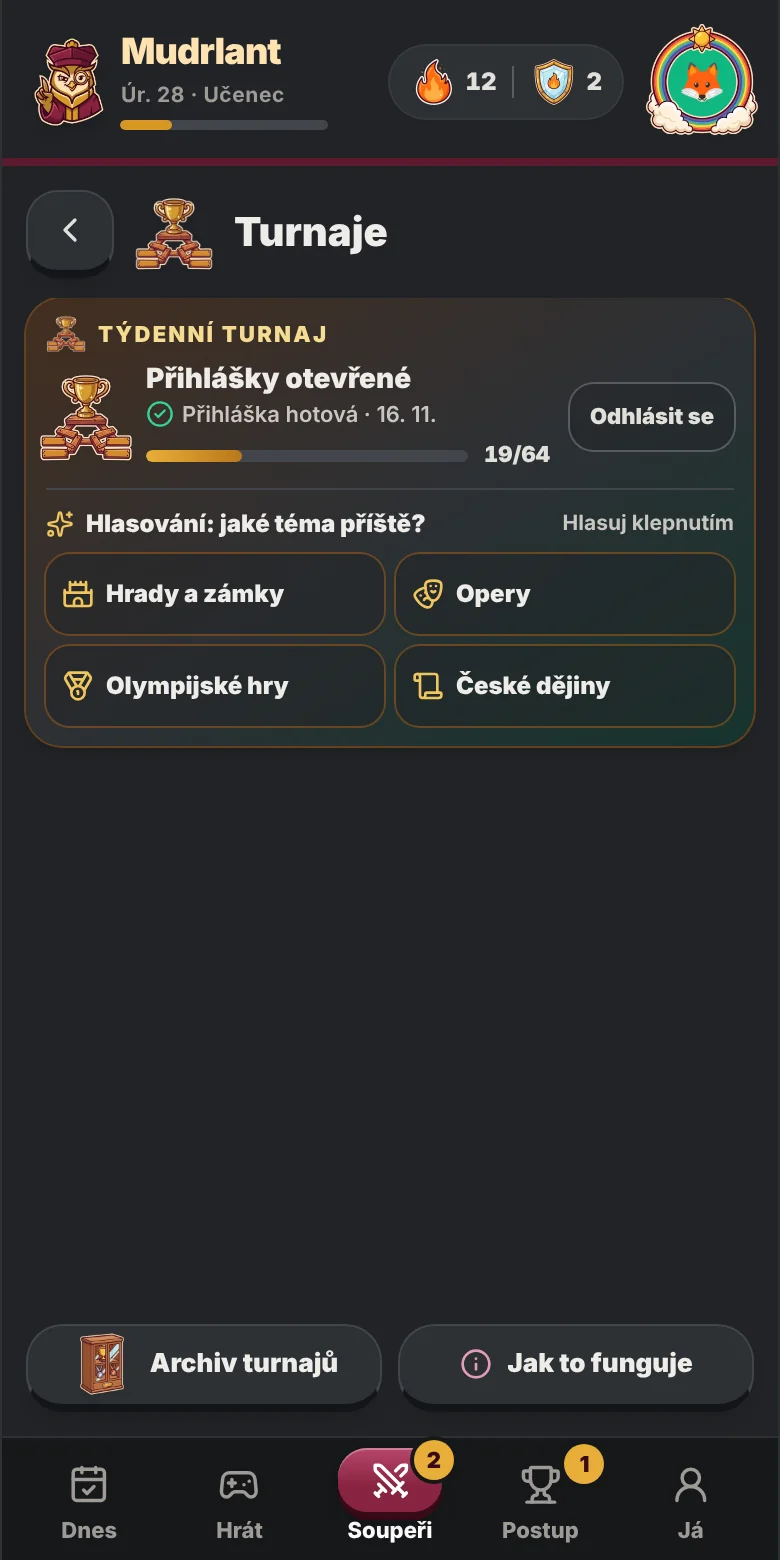 Mudrlant
Úr. 28 · Učenec
12
2
Turnaje
TÝDENNÍ TURNAJ
Přihlášky otevřené
Přihláška hotová · 16. 11.
19/64
Odhlásit se
Hlasování: jaké téma příště?
Hlasuj klepnutím
Hrady a zámky
Opery
Olympijské hry
České dějiny
Archiv turnajů
Jak to funguje
2
1
Dnes
Hrát
Soupeři
Postup
Já